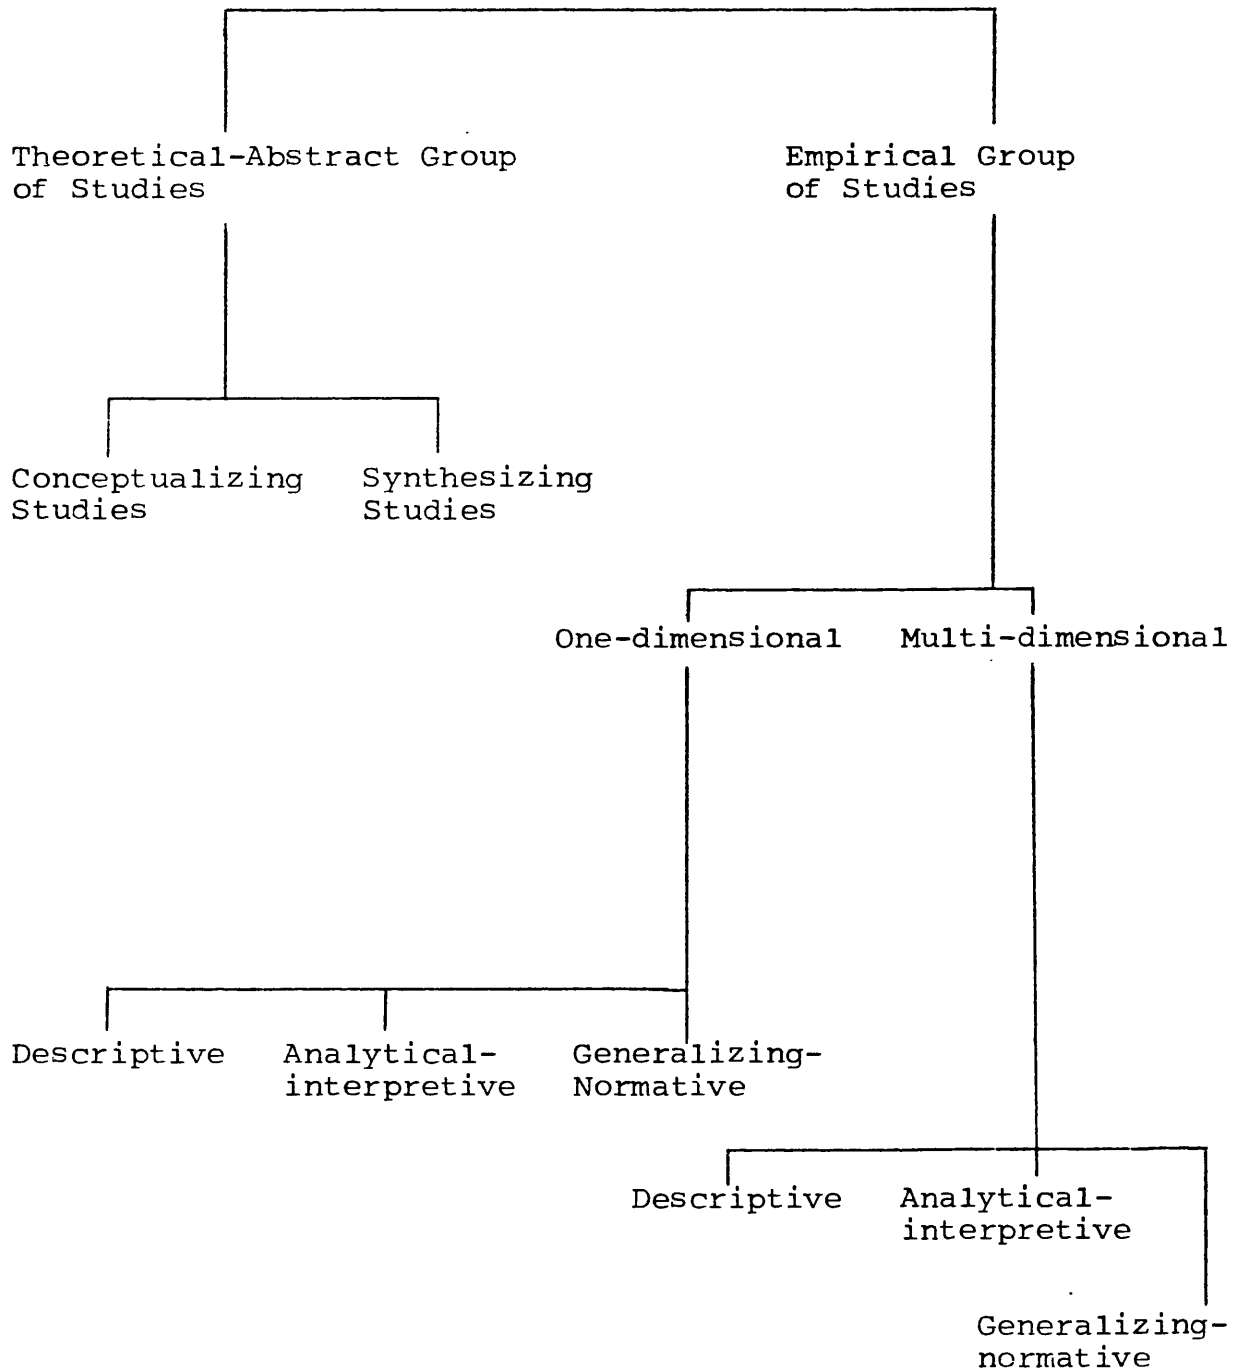 Theoretical-Abstract Group
of Studies
Empirical Group
of Studies
Conceptualizing
Studies
Synthesizing
Studies
One-dimensional
Multi-dimensional
Descriptive
Analytical-
interpretive
Generalizing-
Normative
Descriptive
Analytical-
interpretive
Generalizing-
normative